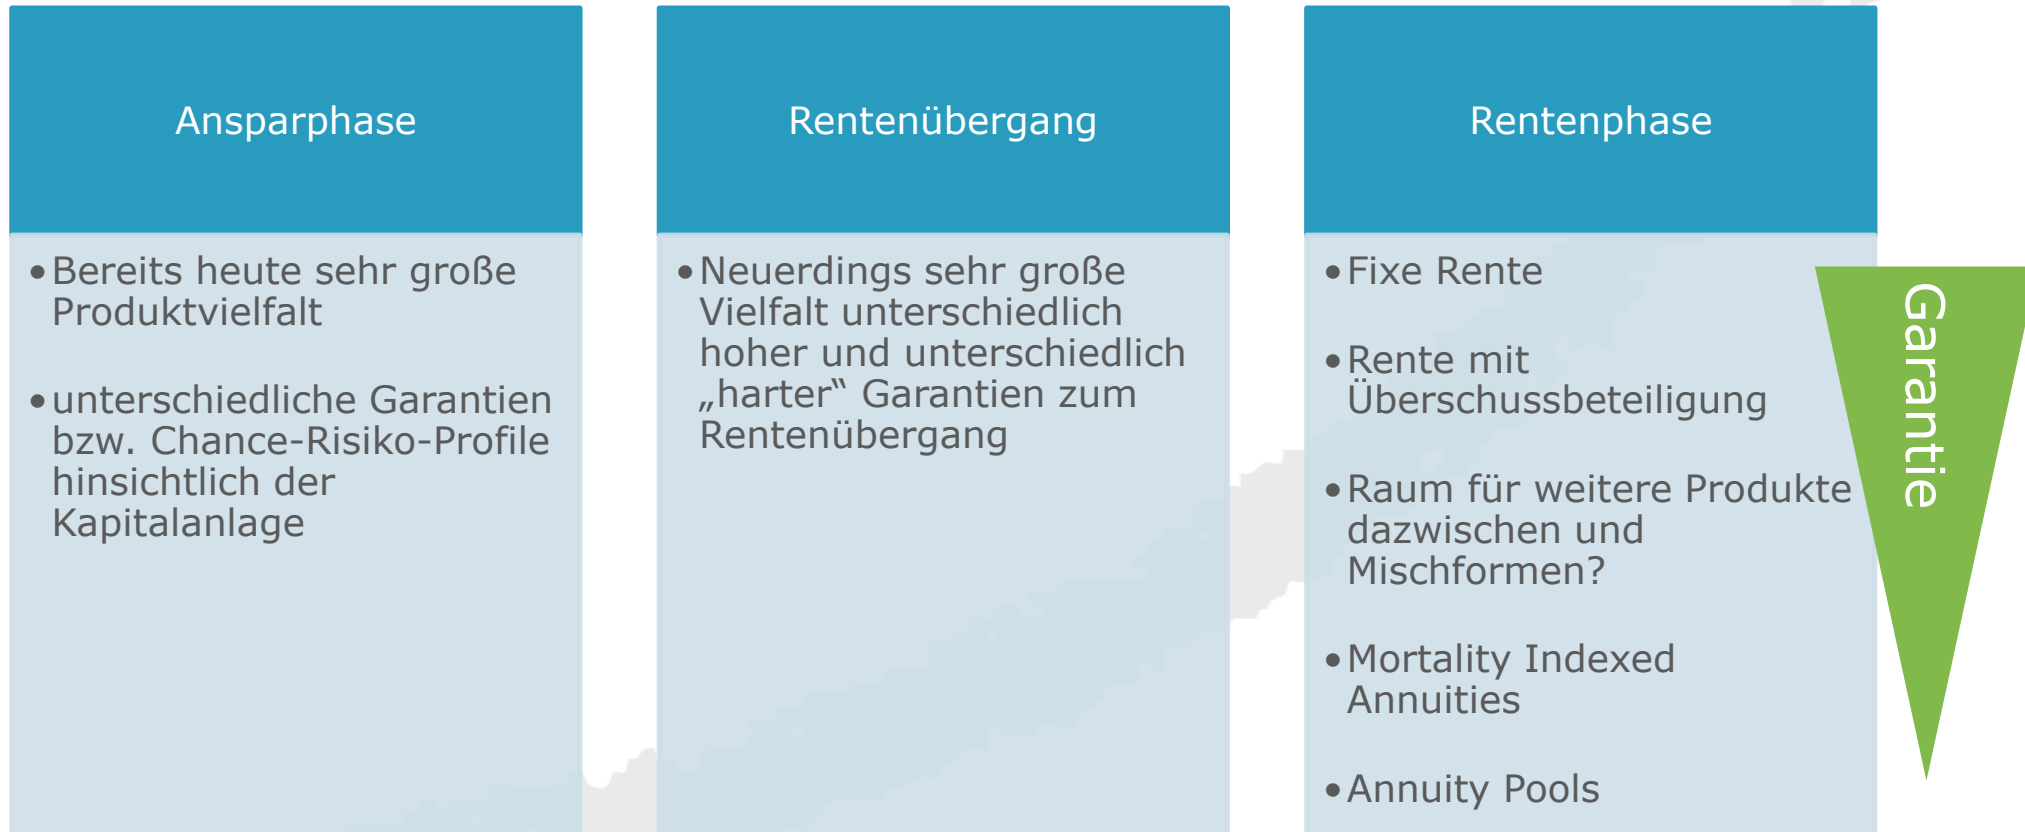 Ansparphase
•Bereits heute sehr große
Produktvielfalt
•unterschiedliche Garantien
bzw. Chance-Risiko-Profile
hinsichtlich der
Kapitalanlage
Rentenübergang
•Neuerdings sehr große
Vielfalt unterschiedlich
hoher und unterschiedlich
„harter“ Garantien zum
Rentenübergang
Rentenphase
•Fixe Rente
•Rente mit
Überschussbeteiligung
•Raum für weitere Produkte
dazwischen und
Mischformen?
•Mortality Indexed
Annuities
•Annuity Pools
Garantie